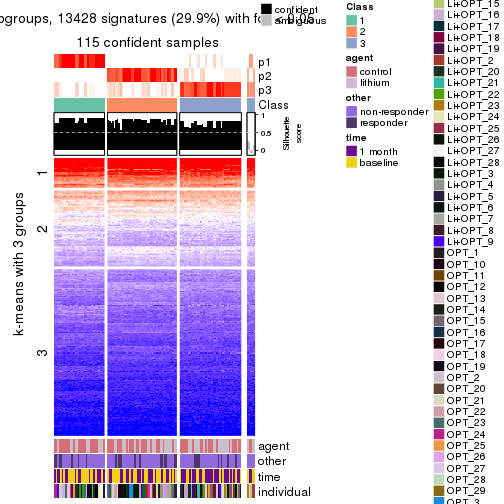 ogroups, 13428 signatures (29.9%) with f
confident
ambiguous
115 confident samples
p1
p2
p3
Class
1
0.5
0
Silhouette
score
k-means with 3 groups
1
2
3
agent
other
time
individual
Class
1
2
3
agent
control
lithium
other
non-responder
responder
time
1 month
baseline
Li+OPT_15
Li+OPT_16
Li+OPT_17
Li+OPT_18
Li+OPT_19
Li+OPT_2
Li+OPT_20
Li+OPT_21
Li+OPT_22
Li+OPT_23
Li+OPT_24
Li+OPT_25
Li+OPT_26
Li+OPT_27
Li+OPT_28
Li+OPT_3
Li+OPT_4
Li+OPT_5
Li+OPT_6
Li+OPT_7
Li+OPT_8
Li+OPT_9
OPT_1
OPT_10
OPT_11
OPT_12
OPT_13
OPT_14
OPT_15
OPT_16
OPT_17
OPT_18
OPT_19
OPT_2
OPT_20
OPT_21
OPT_22
OPT_23
OPT_24
OPT_25
OPT_26
OPT_27
OPT_28
OPT_29